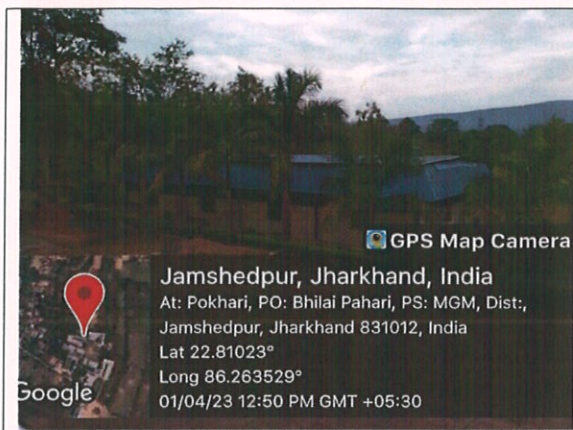 GPS Map Camera
Jamshedpur, Jharkhand, India
At: Pokhari, PO: Bhilai Pahari, PS: MGM, Dist:,
Jamshedpur, Jharkhand 831012, India
Lat 22.81023°
Long 86.263529°
01/04/23 12:50 PM GMT +05:30
Google